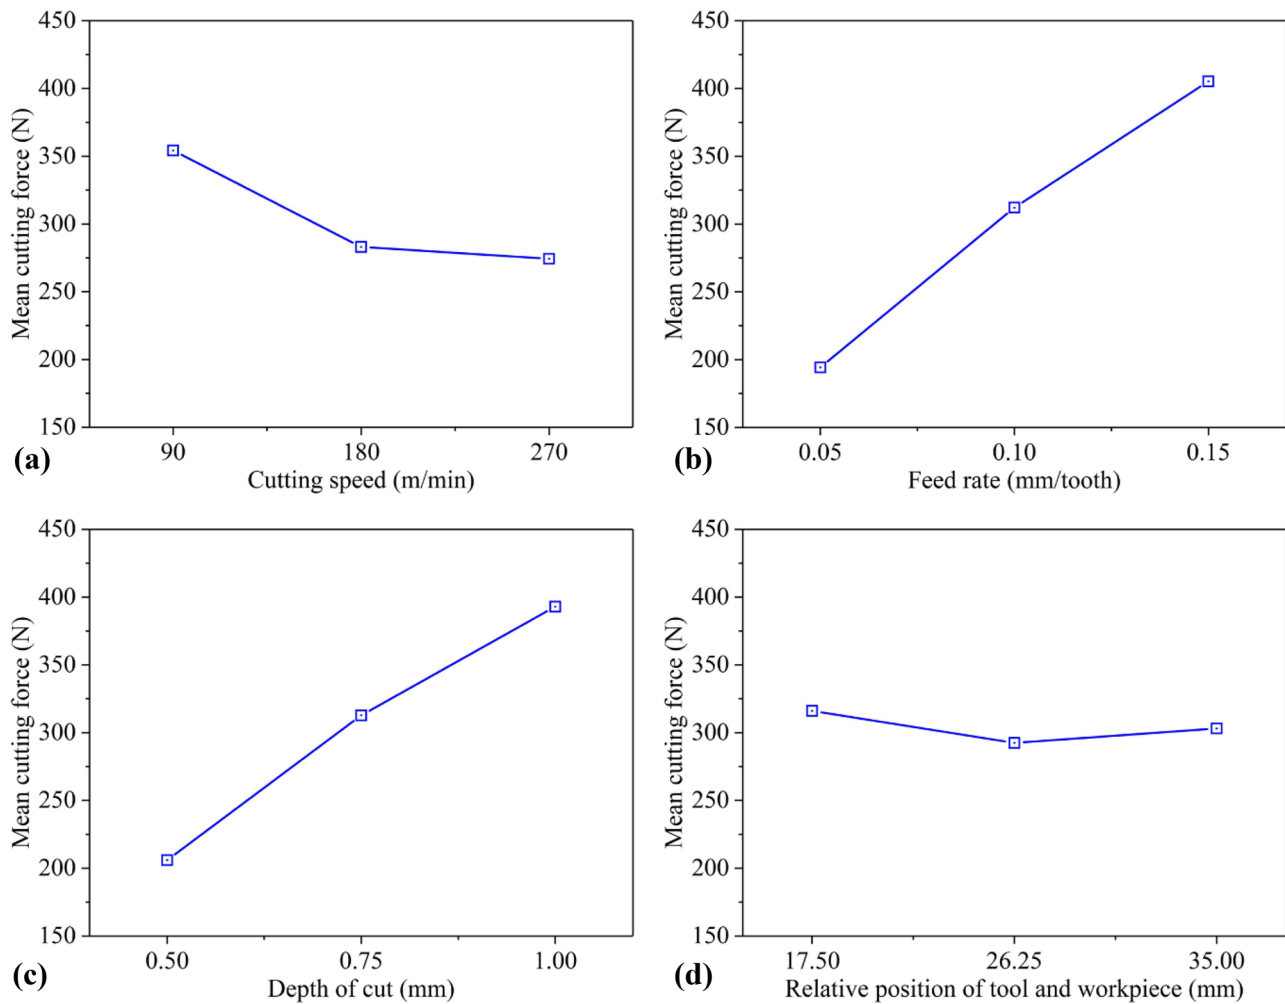 450
400
350
300
250
200
150
Mean cutting force (N)
90 180 270
Cutting speed (m/min)
(a)
450
400
350
300
250
200
150
Mean cutting force (N)
0.05 0.10 0.15
Feed rate (mm/tooth)
(b)
450
400
350
300
250
200
150
Mean cutting force (N)
0.50 0.75 1.00
Depth of cut (mm)
(c)
450
400
350
300
250
200
150
Mean cutting force (N)
17.50 26.25 35.00
Relative position of tool and workpiece (mm)
(d)